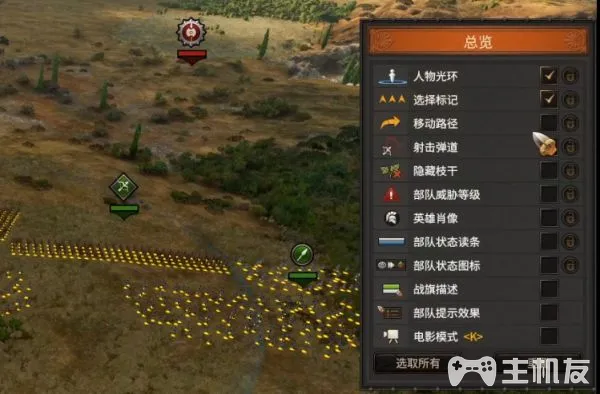 总览
人物光环
选择标记
移动路径
射击弹道
隐藏枝干
部队威胁等级
英雄肖像
部队状态读条
部队状态图标
战旗描述
部队提示效果
电影模式 <K>
选取所有
主机友